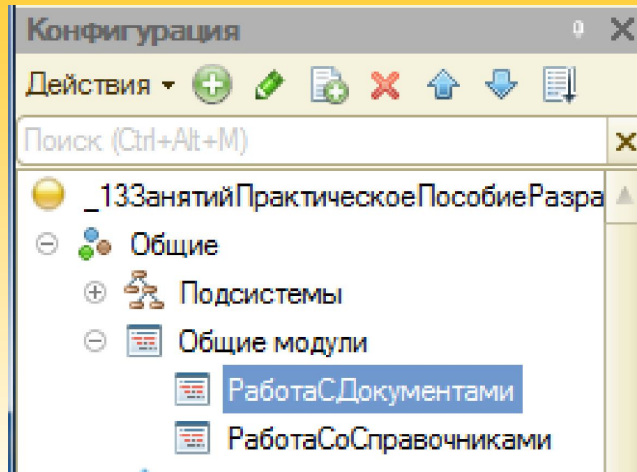 Конфигурация
Действия
Поиск (Ctrl+Alt+M)
_13ЗанятийПрактическоеПособиеРазра
Общие
Подсистемы
Общие модули
РаботаСДокументами
РаботаСоСправочниками